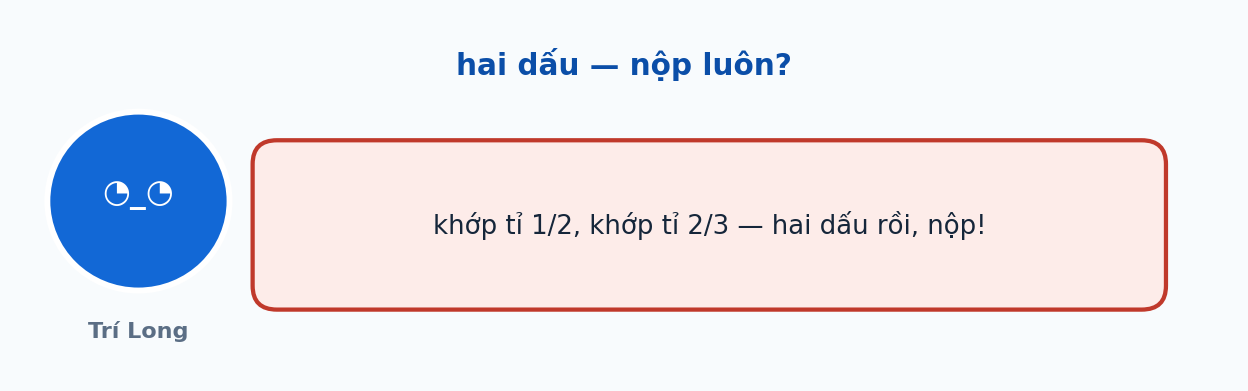 hai dấu — nộp luôn?
◔_◔
khớp tỉ 1/2, khớp tỉ 2/3 — hai dấu rồi, nộp!
Trí Long